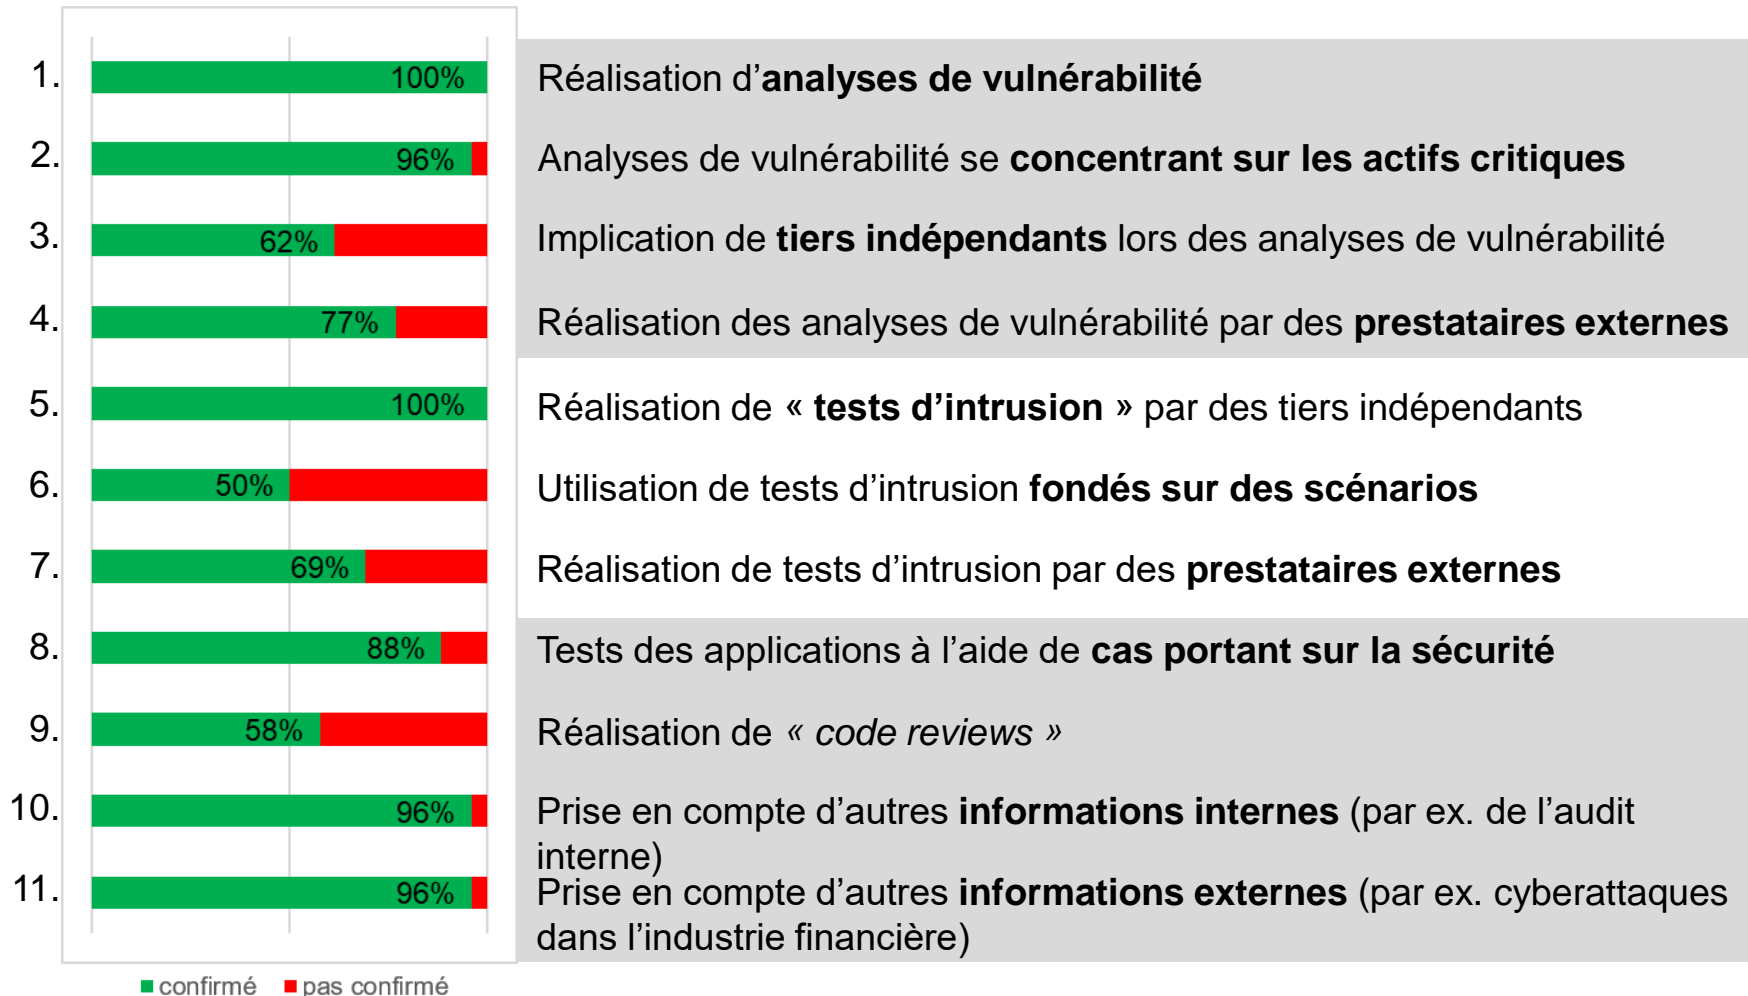 1. 100% Réalisation d’analyses de vulnérabilité
2. 96% Analyses de vulnérabilité se concentrant sur les actifs critiques
3. 62% Implication de tiers indépendants lors des analyses de vulnérabilité
4. 77% Réalisation des analyses de vulnérabilité par des prestataires externes
5. 100% Réalisation de « tests d’intrusion » par des tiers indépendants
6. 50% Utilisation de tests d’intrusion fondés sur des scénarios
7. 69% Réalisation de tests d’intrusion par des prestataires externes
8. 88% Tests des applications à l’aide de cas portant sur la sécurité
9. 58% Réalisation de « code reviews »
10. 96% Prise en compte d’autres informations internes (par ex. de l’audit
interne)
11. 96% Prise en compte d’autres informations externes (par ex. cyberattaques
dans l’industrie financière)
confirmé pas confirmé